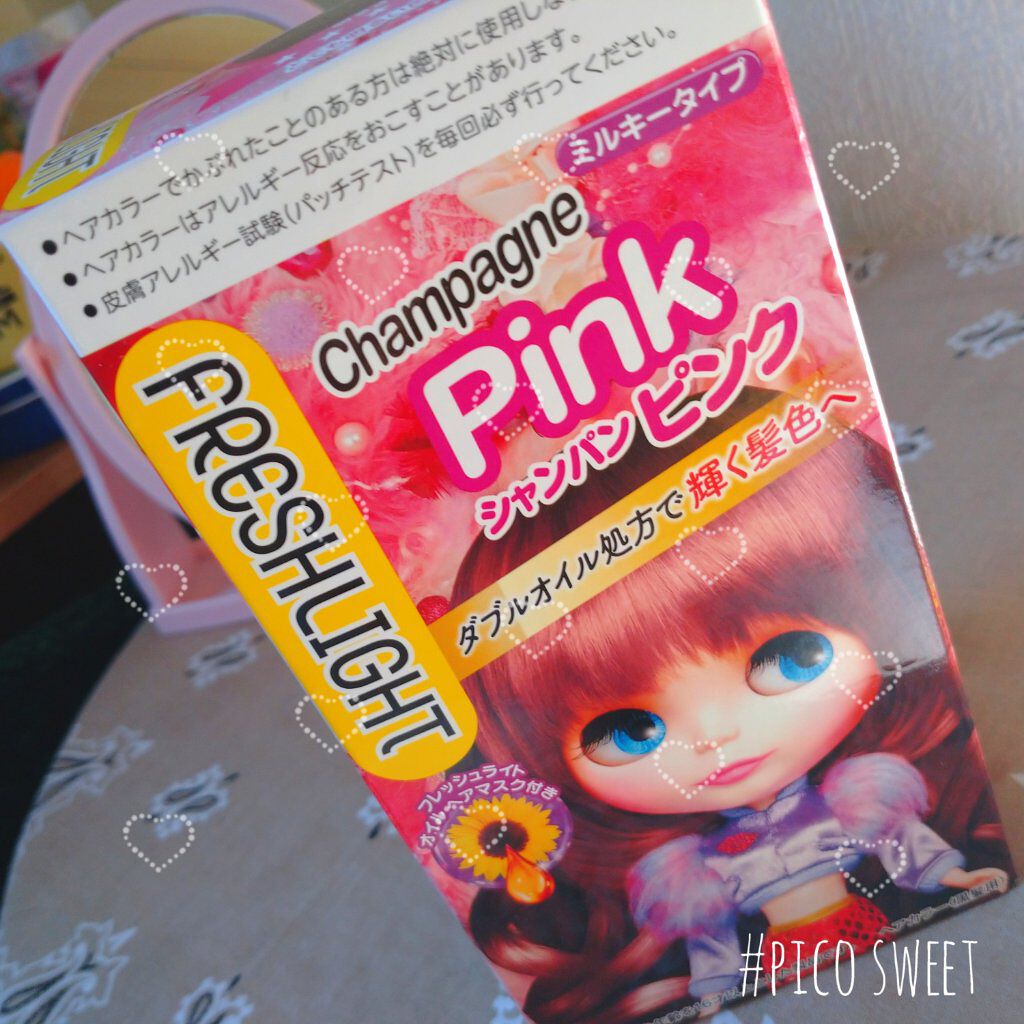 ●ヘアカラーでかぶれたことのある方は絶対に使用しない
●ヘアカラーはアレルギー反応をおこすことがあります。
●皮膚アレルギー試験(パッチテスト)を毎回必ず行ってください。
ミルキータイプ
Champagne
Pink
シャンパンピンク
FRESHLIGHT
ダブルオイル処方で輝く髪色へ
フレッシュライト
オイルヘアマスク付き
#PICO SWEET